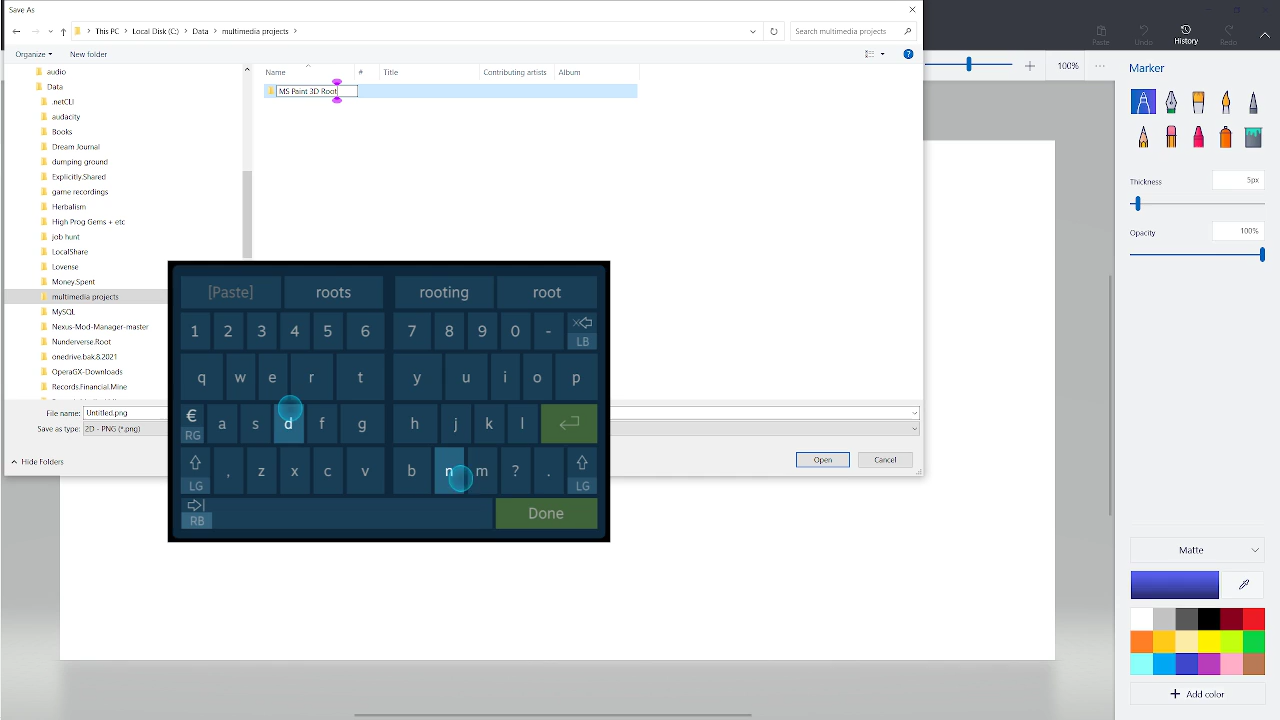 Save As
This PC > Local Disk (C:) > Data > multimedia projects >
Search multimedia projects
Organize
New folder
audio
Data
.netCLI
audacity
Books
Dream Journal
dumping ground
Explicitly.Shared
game recordings
Herbalism
High Prog Gems + etc
job hunt
LocalShare
Lovense
Money.Spent
multimedia projects
MySQL
Nexus-Mod-Manager-master
Nunderverse.Root
onedrive.bak.8.2021
OperaGX-Downloads
Records.Financial.Mine
Name # Title Contributing artists Album
MS Paint 3D Root
File name: Untitled.png
Save as type: 2D - PNG (*.png)
Hide Folders
Open
Cancel
[Paste] roots rooting root
1 2 3 4 5 6 7 8 9 0 - LB
q w e r t y u i o p
€ RG a s d f g h j k l
LG , z x c v b n m ? . LG
RB Done
Paste
Undo
History
Redo
100%
Marker
Thickness 5px
Opacity 100%
Matte
+ Add color